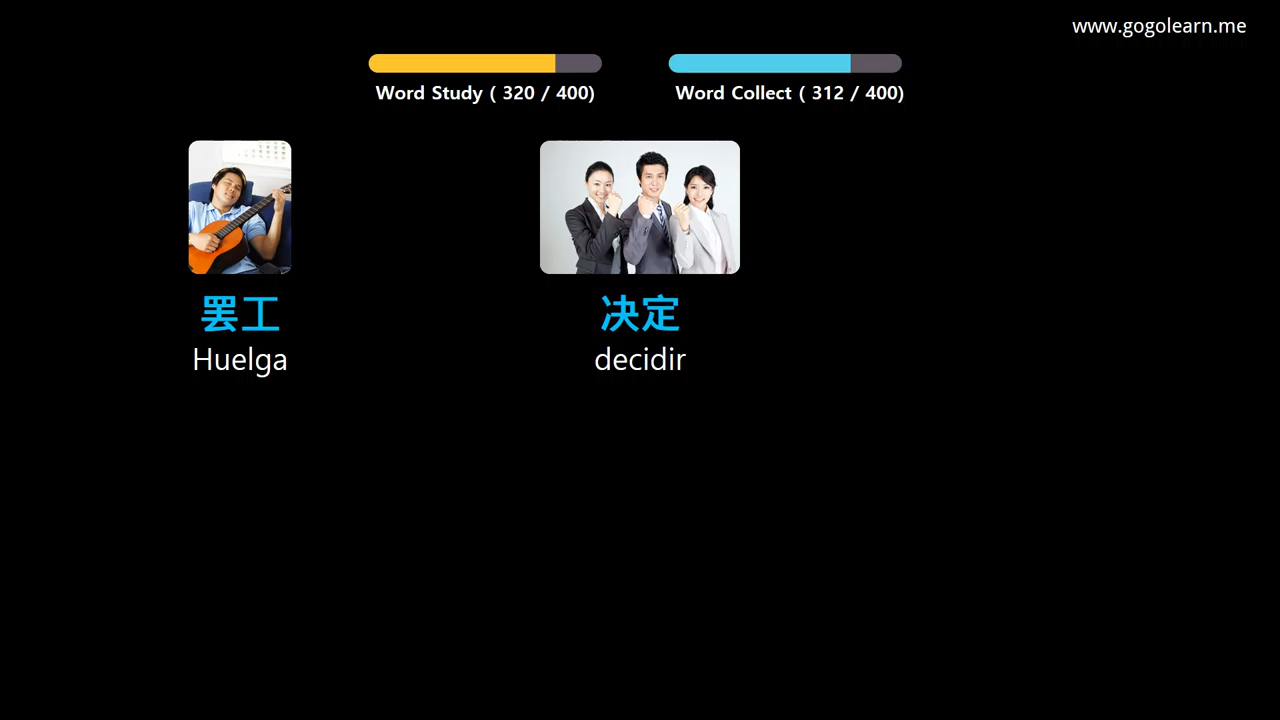 www.gogolearn.me
Word Study ( 320 / 400)
Word Collect ( 312 / 400)
罢工
Huelga
决定
decidir